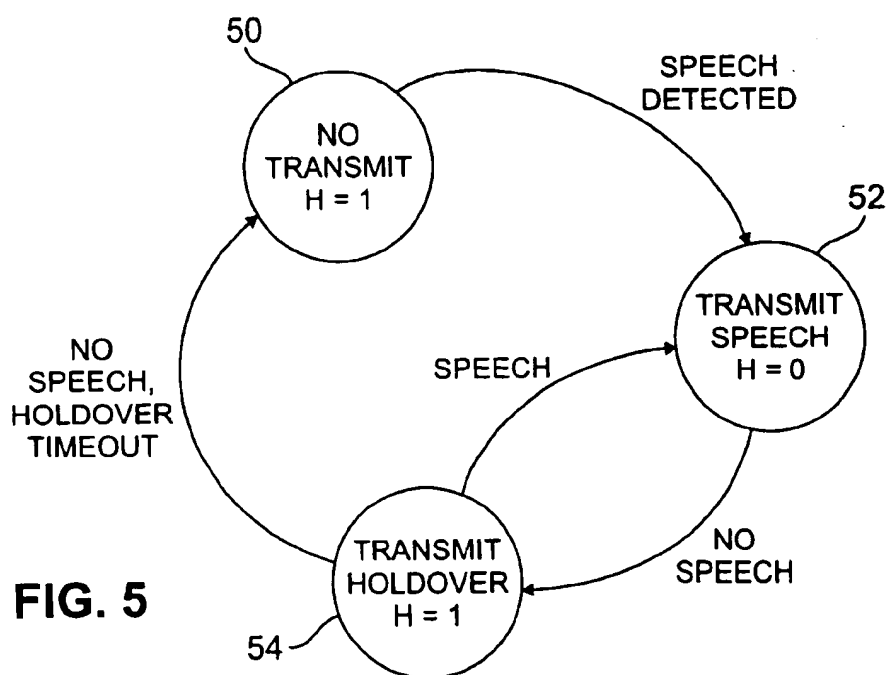 50
NO
TRANSMIT
H = 1
SPEECH
DETECTED
52
TRANSMIT
SPEECH
H = 0
NO
SPEECH,
HOLDOVER
TIMEOUT
SPEECH
NO
SPEECH
TRANSMIT
HOLDOVER
H = 1
54
FIG. 5